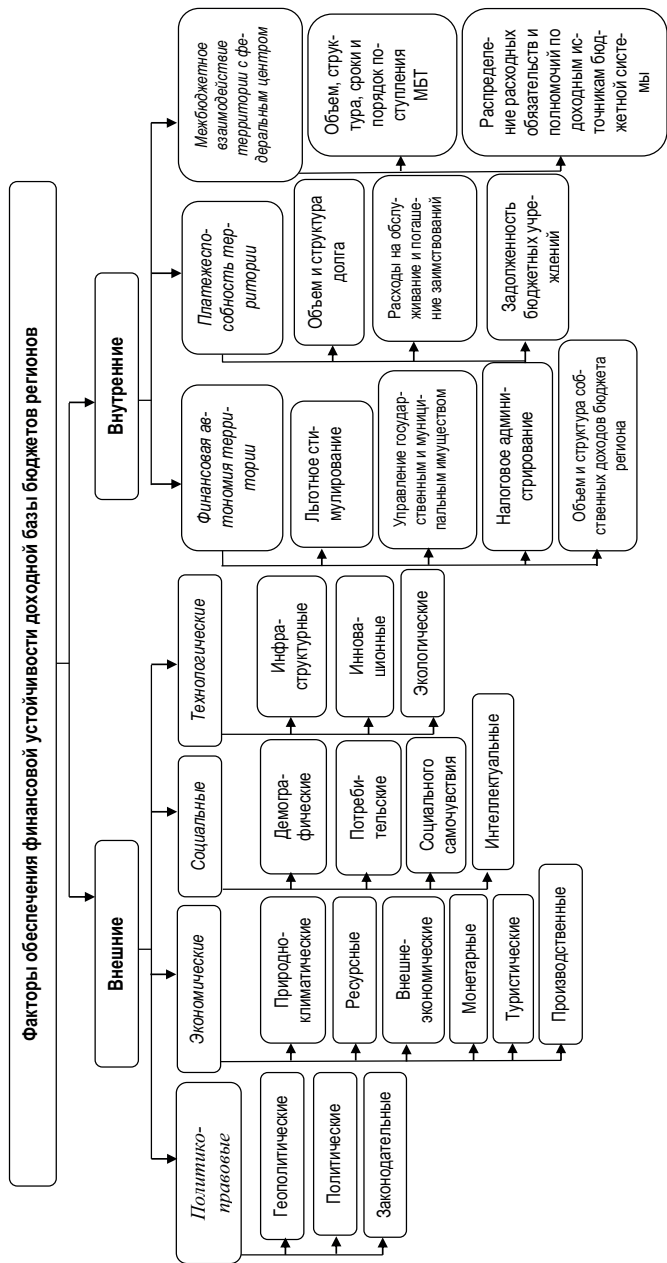 Факторы обеспечения финансовой устойчивости доходной базы бюджетов регионов
Внешние
Внутренние
Политико-
правовые
Геополитические
Политические
Законодательные
Экономические
Природно-
климатические
Ресурсные
Внешне-
экономические
Монетарные
Туристические
Производственные
Социальные
Демогра-
фические
Потреби-
тельские
Социального
самочувствия
Интеллектуальные
Технологические
Инфра-
структурные
Иннова-
ционные
Экологические
Финансовая ав-
тономия терри-
тории
Льготное сти-
мулирование
Управление государ-
ственным и муници-
пальным имуществом
Налоговое админи-
стрирование
Объем и структура соб-
ственных доходов бюджета
региона
Платежеспо-
собность тер-
ритории
Объем и структура
долга
Расходы на обслу-
живание и погаше-
ние заимствований
Задолженность
бюджетных учре-
ждений
Межбюджетное
взаимодействие
территории с фе-
деральным центром
Объем, струк-
тура, сроки и
порядок по-
ступления
МБТ
Распределе-
ние расходных
обязательств и
полномочий по
доходным ис-
точникам бюд-
жетной систе-
мы